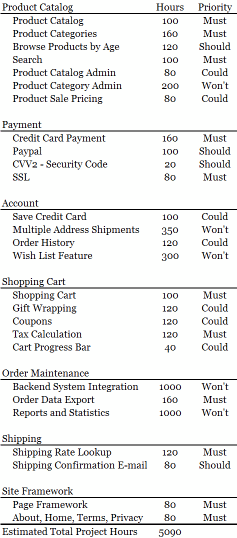 Product Catalog Hours Priority
Product Catalog 100 Must
Product Categories 160 Must
Browse Products by Age 120 Should
Search 100 Must
Product Catalog Admin 80 Could
Product Category Admin 200 Won't
Product Sale Pricing 80 Could
Payment
Credit Card Payment 160 Must
Paypal 100 Should
CVV2 - Security Code 20 Should
SSL 80 Must
Account
Save Credit Card 100 Could
Multiple Address Shipments 350 Won't
Order History 120 Could
Wish List Feature 300 Won't
Shopping Cart
Shopping Cart 100 Must
Gift Wrapping 120 Could
Coupons 120 Could
Tax Calculation 120 Must
Cart Progress Bar 40 Could
Order Maintenance
Backend System Integration 1000 Won't
Order Data Export 160 Must
Reports and Statistics 1000 Won't
Shipping
Shipping Rate Lookup 120 Must
Shipping Confirmation E-mail 80 Should
Site Framework
Page Framework 80 Must
About, Home, Terms, Privacy 80 Must
Estimated Total Project Hours 5090